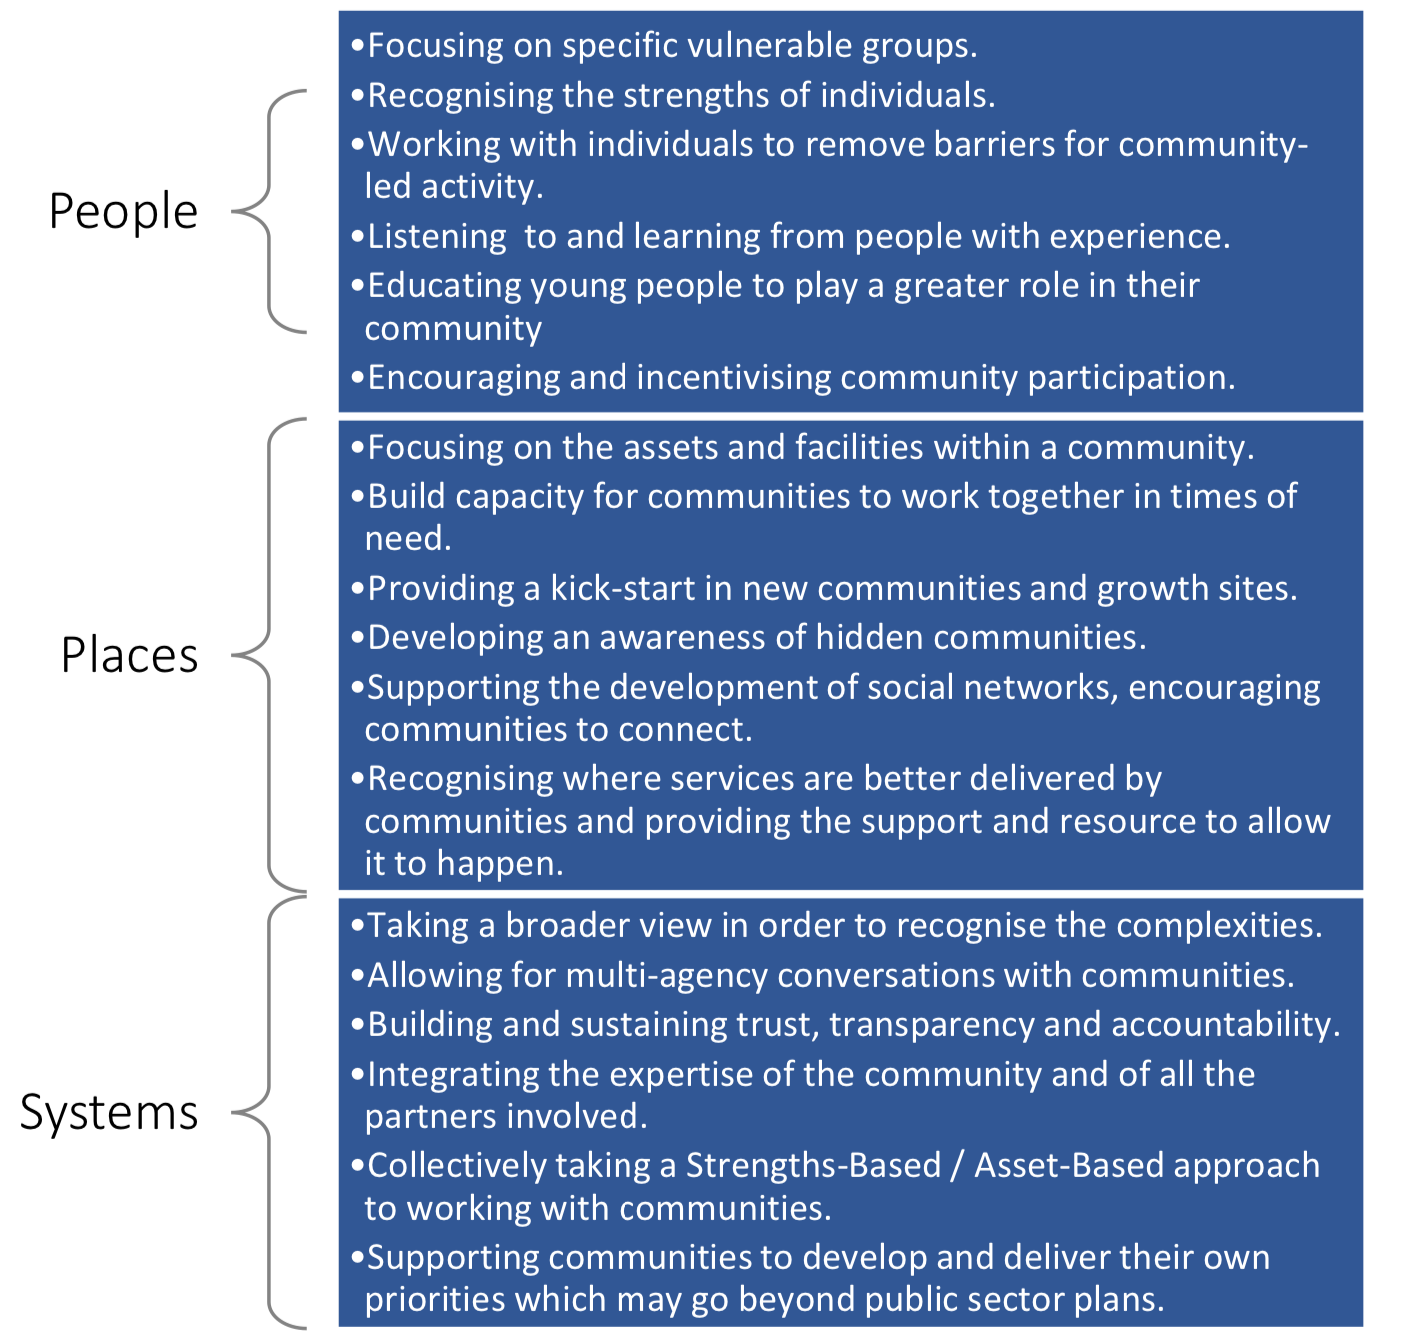 People
•Focusing on specific vulnerable groups.
•Recognising the strengths of individuals.
•Working with individuals to remove barriers for community-
led activity.
•Listening  to and learning from people with experience.
•Educating young people to play a greater role in their
community
•Encouraging and incentivising community participation.
Places
•Focusing on the assets and facilities within a community.
•Build capacity for communities to work together in times of
need.
•Providing a kick-start in new communities and growth sites.
•Developing an awareness of hidden communities.
•Supporting the development of social networks, encouraging
communities to connect.
•Recognising where services are better delivered by
communities and providing the support and resource to allow
it to happen.
Systems
•Taking a broader view in order to recognise the complexities.
•Allowing for multi-agency conversations with communities.
•Building and sustaining trust, transparency and accountability.
•Integrating the expertise of the community and of all the
partners involved.
•Collectively taking a Strengths-Based / Asset-Based approach
to working with communities.
•Supporting communities to develop and deliver their own
priorities which may go beyond public sector plans.